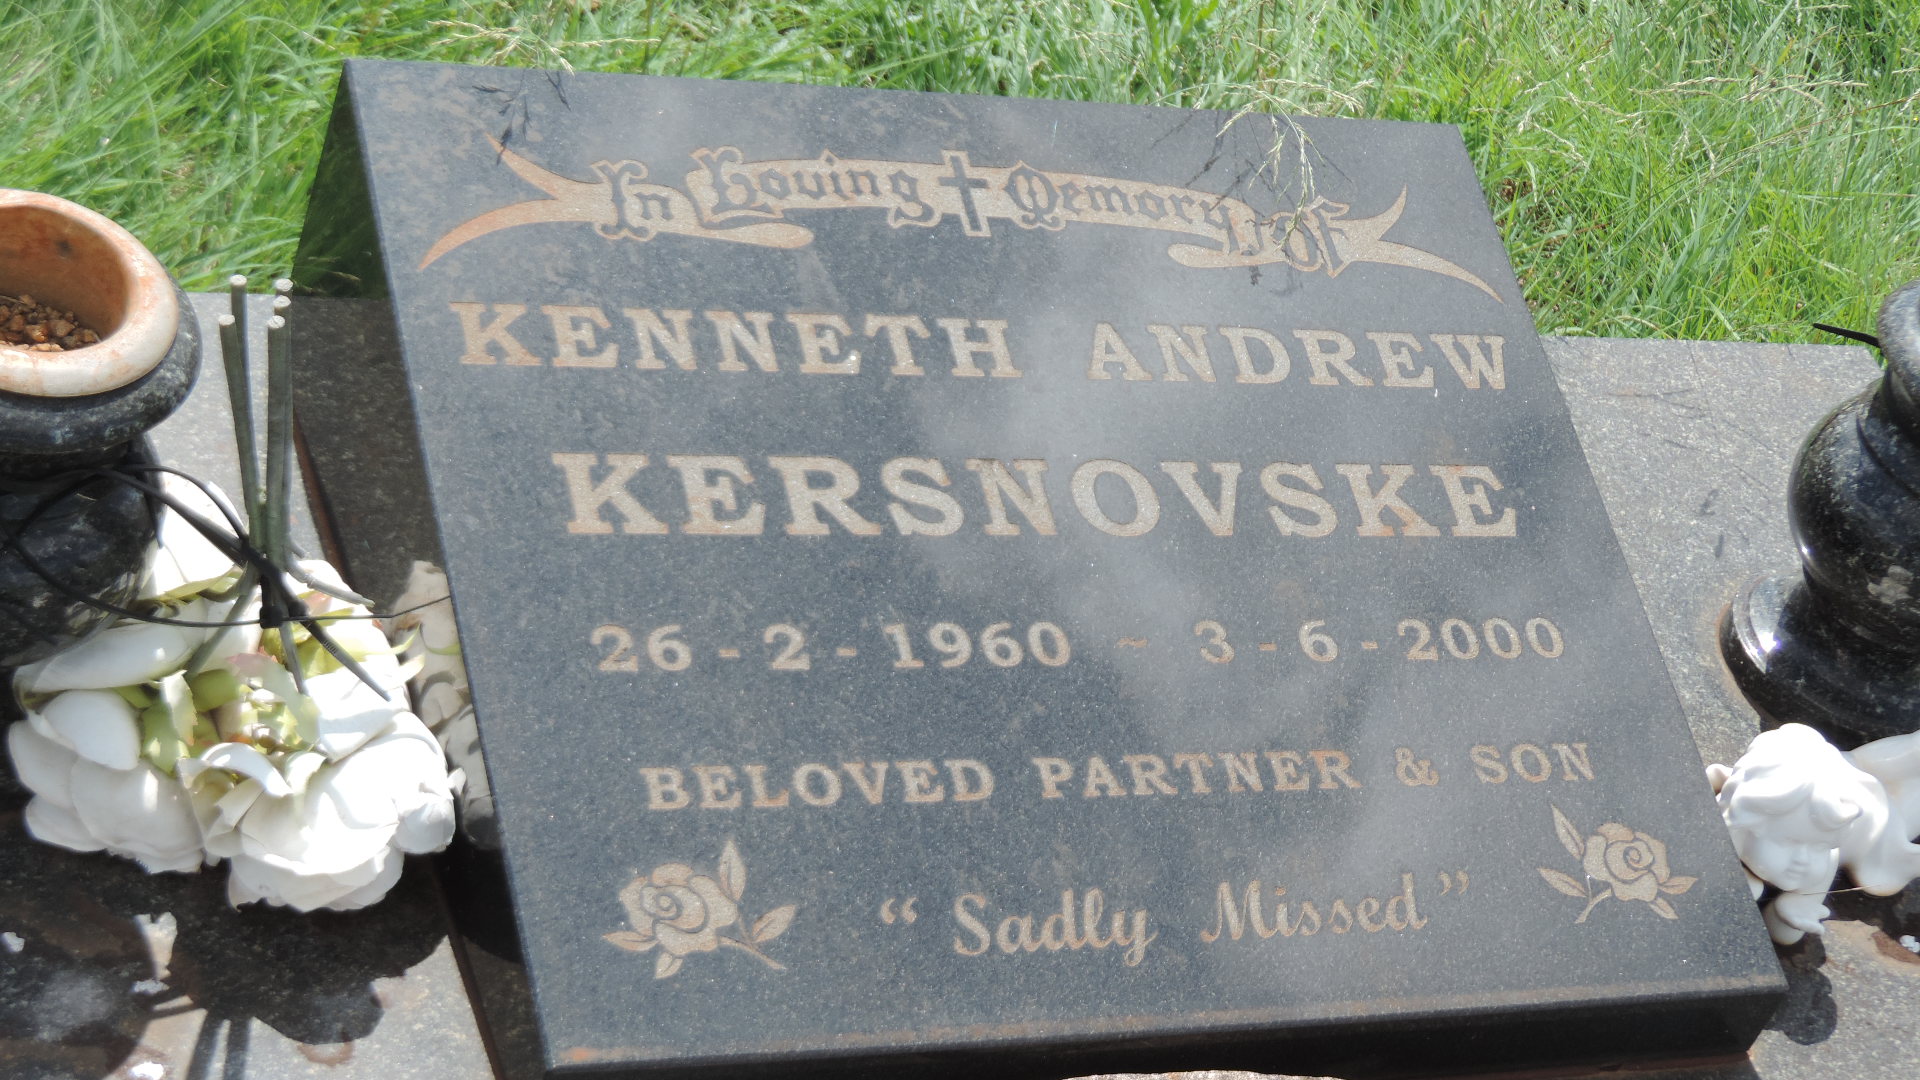 In Loving Memory Of
KENNETH ANDREW
KERSNOVSKE
26 - 2 - 1960 ~ 3 - 6 - 2000
BELOVED PARTNER & SON
“Sadly Missed”